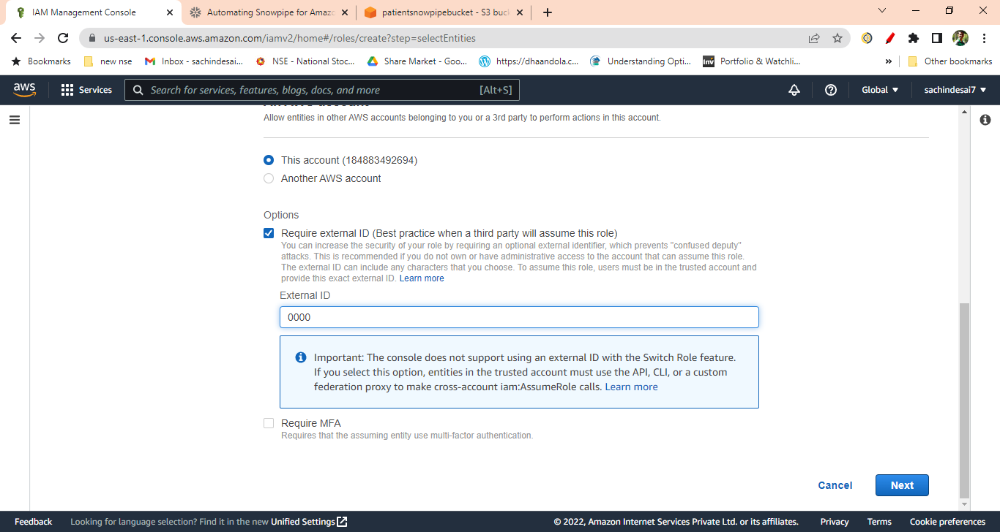 IAM Management Console
Automating Snowpipe for Amazo
patientsnowpipebucket - S3 buck
us-east-1.console.aws.amazon.com/iamv2/home#/roles/create?step=selectEntities
Bookmarks
new nse
Inbox - sachindesai...
NSE - National Stoc...
Share Market - Goo...
https://dhaandola.c...
Understanding Opti...
inv
Portfolio & Watchli...
»
Other bookmarks
aws
Services
Search for services, features, blogs, docs, and more
[Alt+S]
Global
sachindesai7
Allow entities in other AWS accounts belonging to you or a 3rd party to perform actions in this account.
This account (184883492694)
Another AWS account
Options
Require external ID (Best practice when a third party will assume this role)
You can increase the security of your role by requiring an optional external identifier, which prevents "confused deputy"
attacks. This is recommended if you do not own or have administrative access to the account that can assume this role.
The external ID can include any characters that you choose. To assume this role, users must be in the trusted account and
provide this exact external ID. Learn more
External ID
0000
Important: The console does not support using an external ID with the Switch Role feature.
If you select this option, entities in the trusted account must use the API, CLI, or a custom
federation proxy to make cross-account iam:AssumeRole calls. Learn more
Require MFA
Requires that the assuming entity use multi-factor authentication.
Cancel
Next
Feedback
Looking for language selection? Find it in the new Unified Settings
© 2022, Amazon Internet Services Private Ltd. or its affiliates.
Privacy
Terms
Cookie preferences